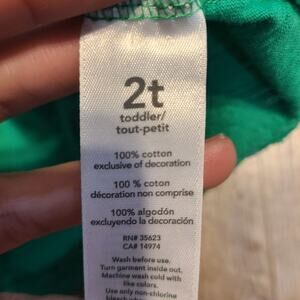 2t
toddler/
tout-petit
100% cotton
exclusive of decoration
100 % coton
décoration non comprise
100% algodón
excluyendo la decoración
RN# 35623
CA# 14974
Wash before use.
Turn garment inside out.
Machine wash cold with
like colors.
Use only non-chlorine
bleach